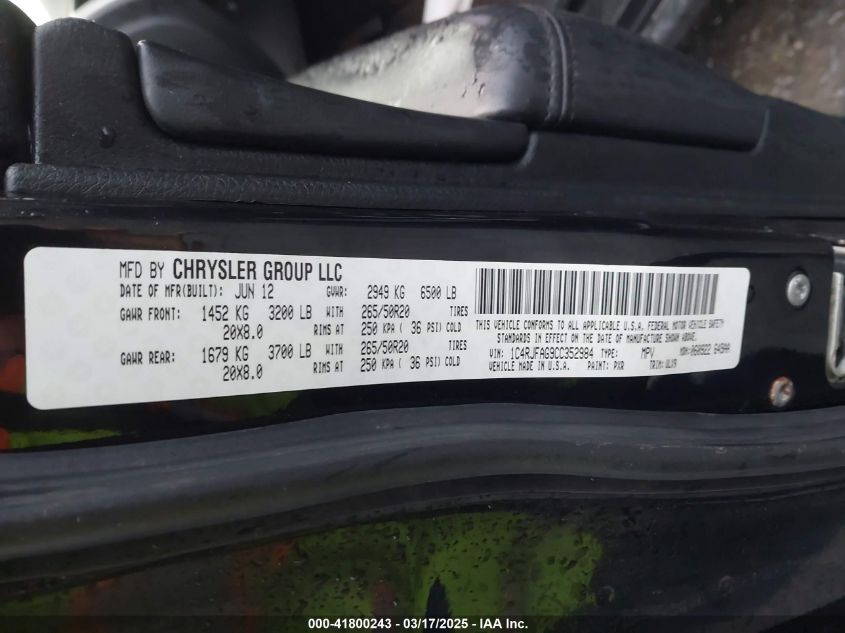 MFD BY CHRYSLER GROUP LLC
DATE OF MFR(BUILT): JUN 12 GVWR: 2949 KG 6500 LB
GAWR FRONT: 1452 KG 3200 LB WITH 265/50R20 TIRES
20X8.0 RIMS AT 250 KPA ( 36 PSI) COLD
GAWR REAR: 1679 KG 3700 LB WITH 265/50R20 TIRES
20X8.0 RIMS AT 250 KPA ( 36 PSI) COLD
THIS VEHICLE CONFORMS TO ALL APPLICABLE U.S.A. FEDERAL MOTOR VEHICLE SAFETY
STANDARDS IN EFFECT ON THE DATE OF MANUFACTURE SHOWN ABOVE.
VIN: 1C4RJFAG9CC352984 TYPE: MPV MDH:060922
VEHICLE MADE IN U.S.A. PAINT: PXR TRIM:
000-41800243 - 03/17/2025 - IAA Inc.